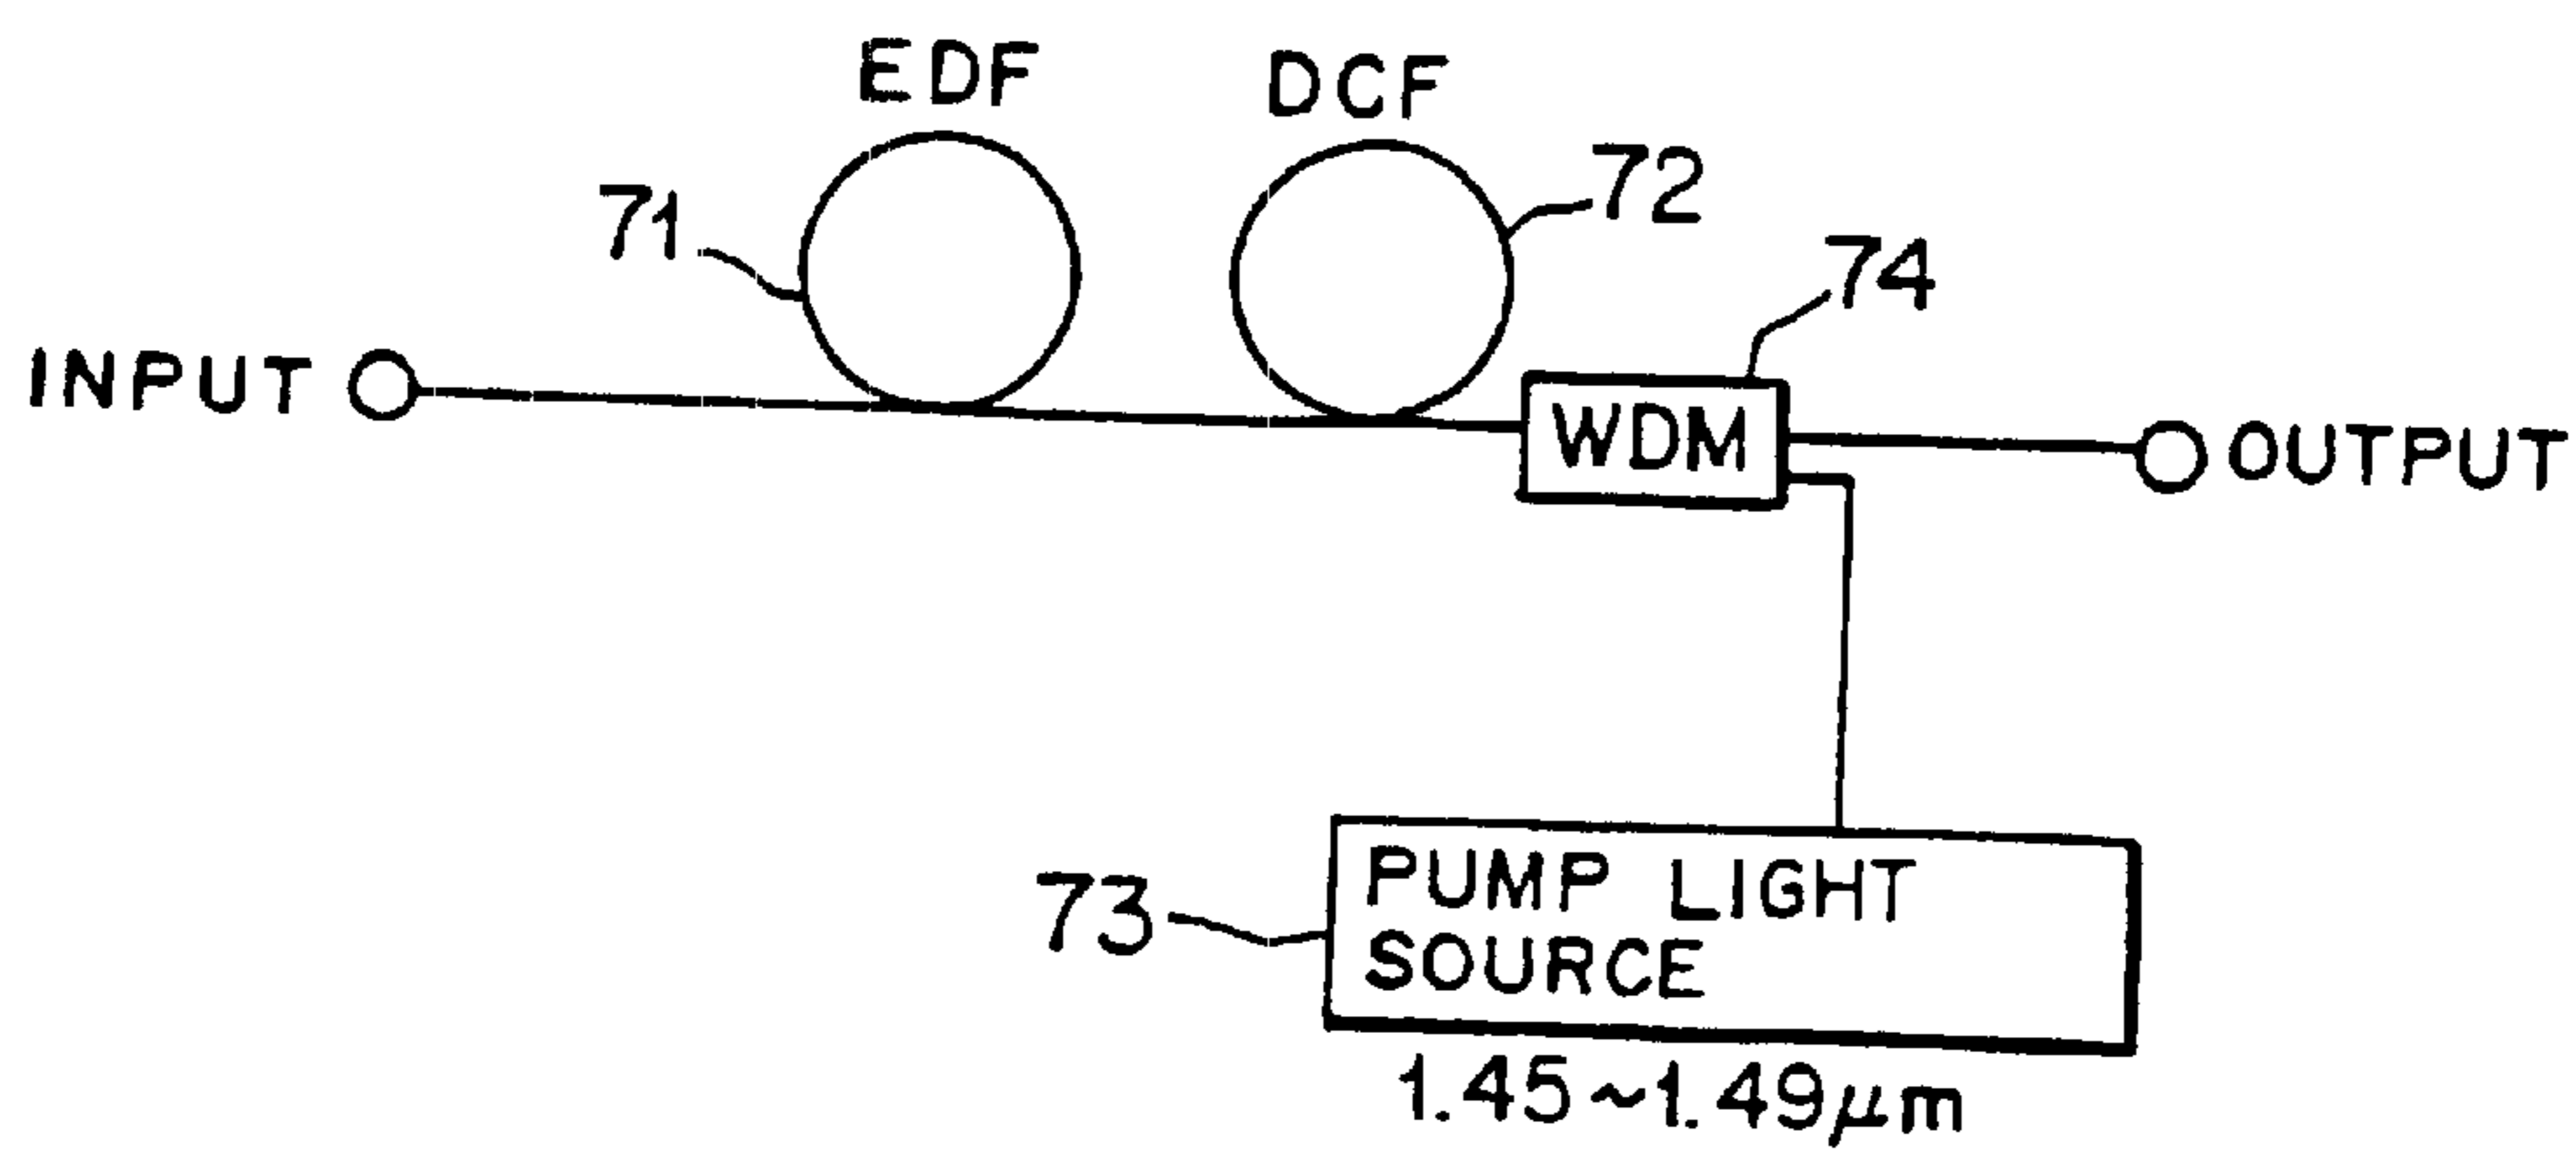 EDF
DCF
71
72
74
INPUT
WDM
OUTPUT
73
PUMP LIGHT
SOURCE
1.45~1.49μm